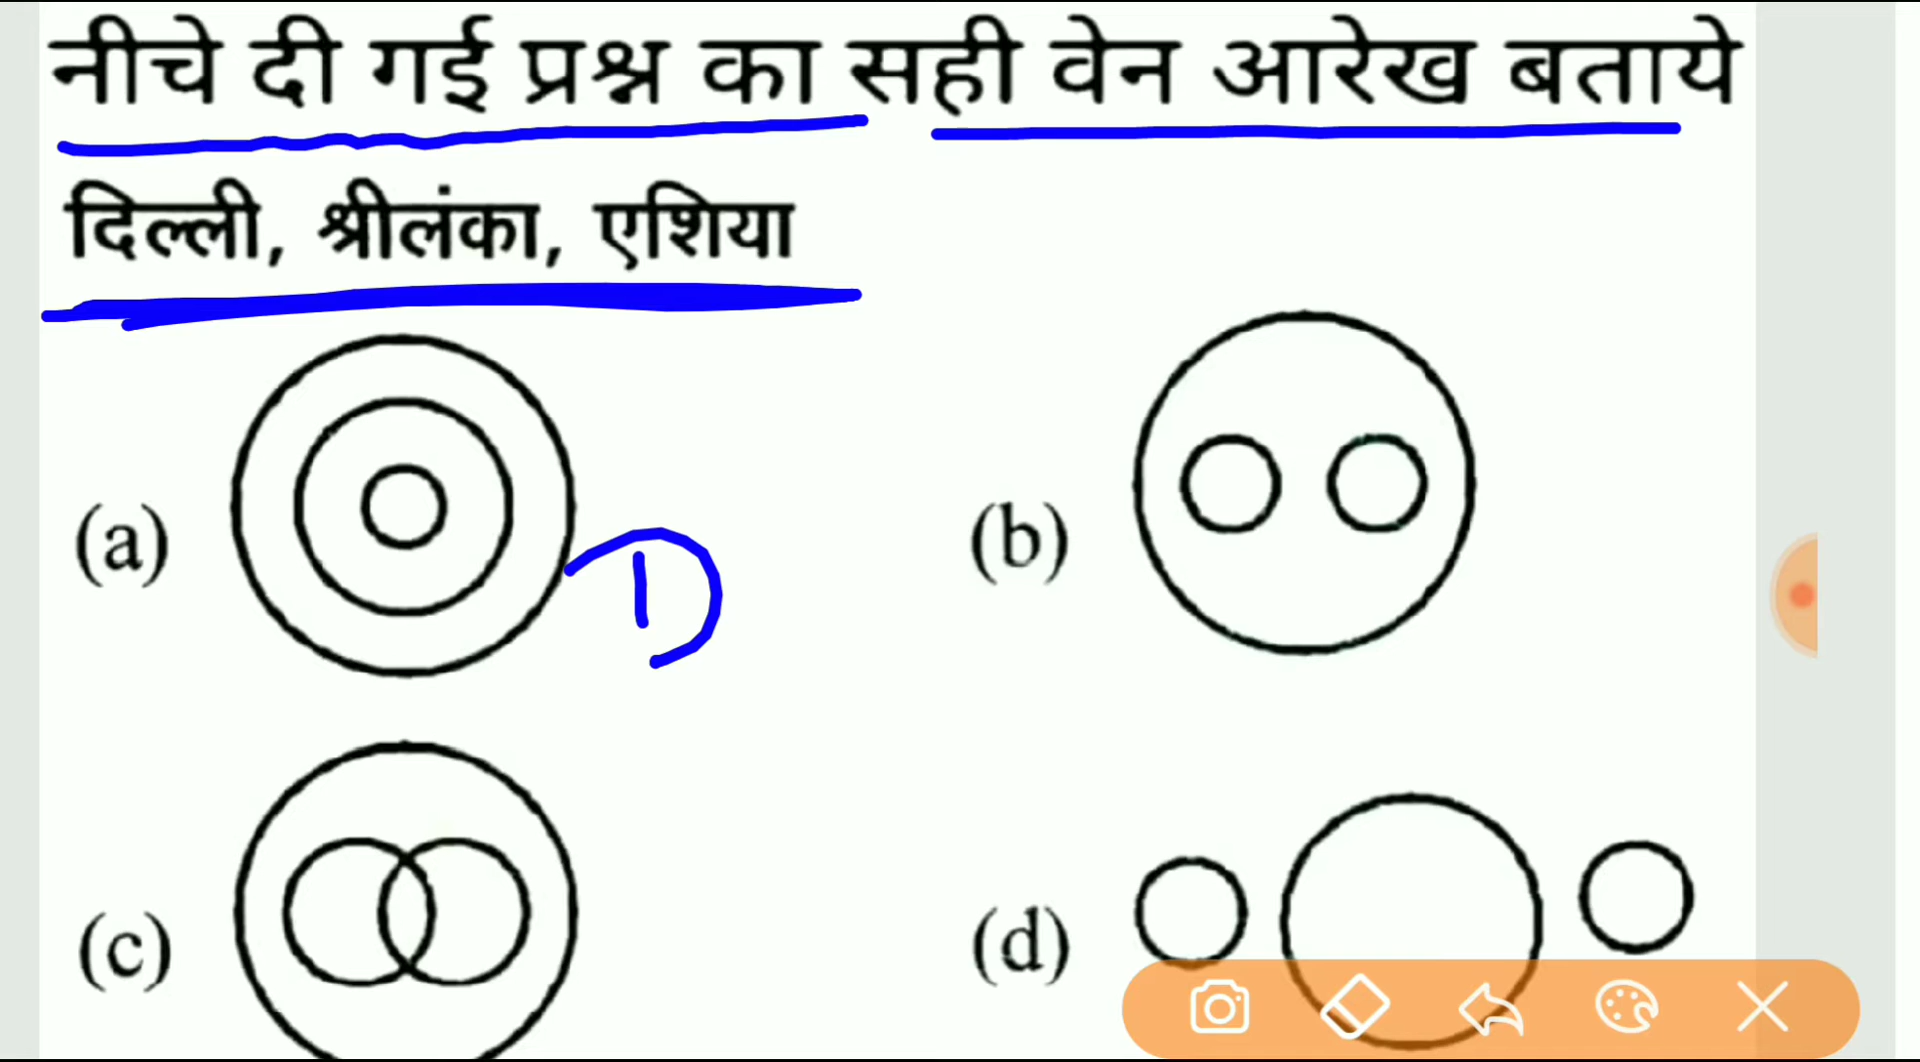 नीचे दी गई प्रश्न का सही वेन आरेख बताये
दिल्ली, श्रीलंका, एशिया
(a)
D
(b)
(c)
(d)